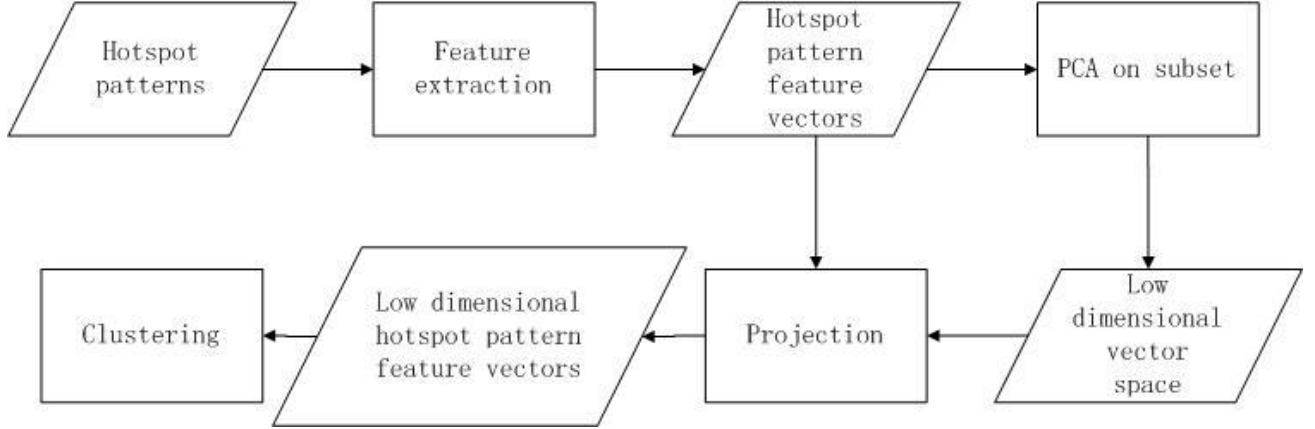 Hotspot
patterns
Feature
extraction
Hotspot
pattern
feature
vectors
PCA on subset
Clustering
Low dimensional
hotspot pattern
feature vectors
Projection
Low
dimensional
vector
space